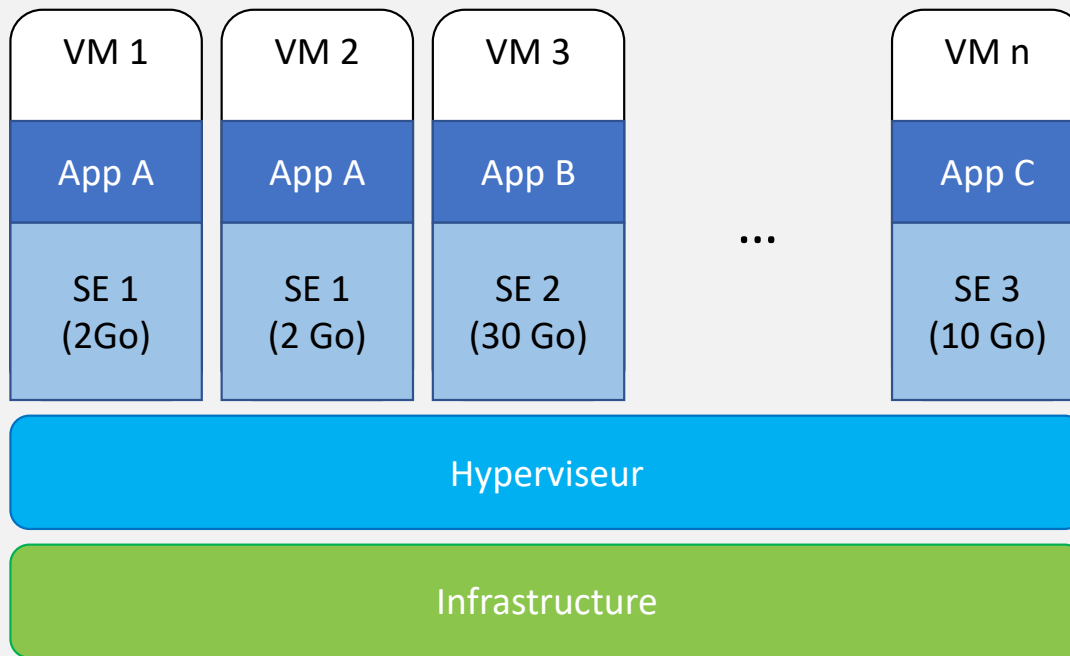 VM 1
VM 2
VM 3
VM n
App A
App A
App B
App C
...
SE 1
(2Go)
SE 1
(2 Go)
SE 2
(30 Go)
SE 3
(10 Go)
Hyperviseur
Infrastructure